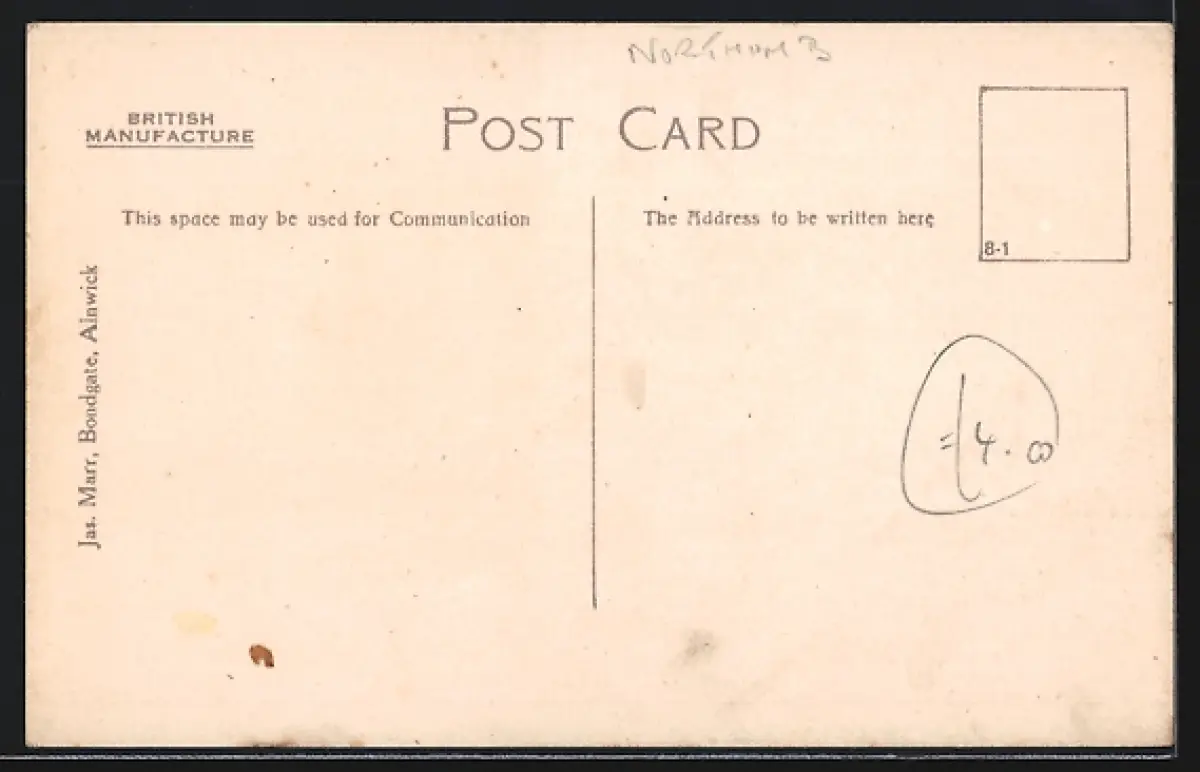 NORTHUMB
BRITISH
MANUFACTURE
POST CARD
This space may be used for Communication
The Address to be written here
8-1
Jas. Marr, Bondgate, Alnwick
4.00